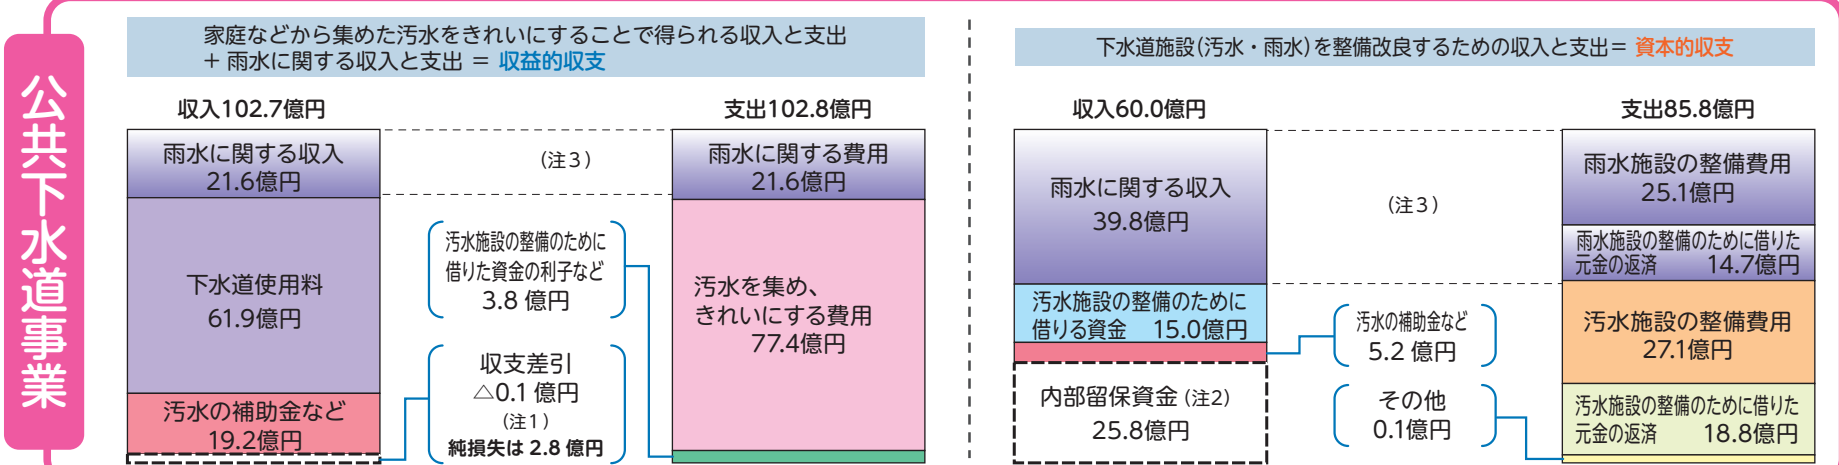 公共下水道事業
家庭などから集めた汚水をきれいにすることで得られる収入と支出
＋ 雨水に関する収入と支出 ＝ 収益的収支
収入102.7億円
支出102.8億円
雨水に関する収入
21.6億円
（注３）
雨水に関する費用
21.6億円
下水道使用料
61.9億円
汚水施設の整備のために
借りた資金の利子など
3.8 億円
汚水を集め、
きれいにする費用
77.4億円
収支差引
△0.1 億円
（注１）
純損失は 2.8 億円
汚水の補助金など
19.2億円
下水道施設（汚水・雨水）を整備改良するための収入と支出＝ 資本的収支
収入60.0億円
支出85.8億円
雨水に関する収入
39.8億円
（注３）
雨水施設の整備費用
25.1億円
雨水施設の整備のために借りた
元金の返済 14.7億円
汚水施設の整備のために
借りる資金 15.0億円
汚水の補助金など
5.2 億円
汚水施設の整備費用
27.1億円
内部留保資金（注2）
25.8億円
その他
0.1億円
汚水施設の整備のために借りた
元金の返済 18.8億円